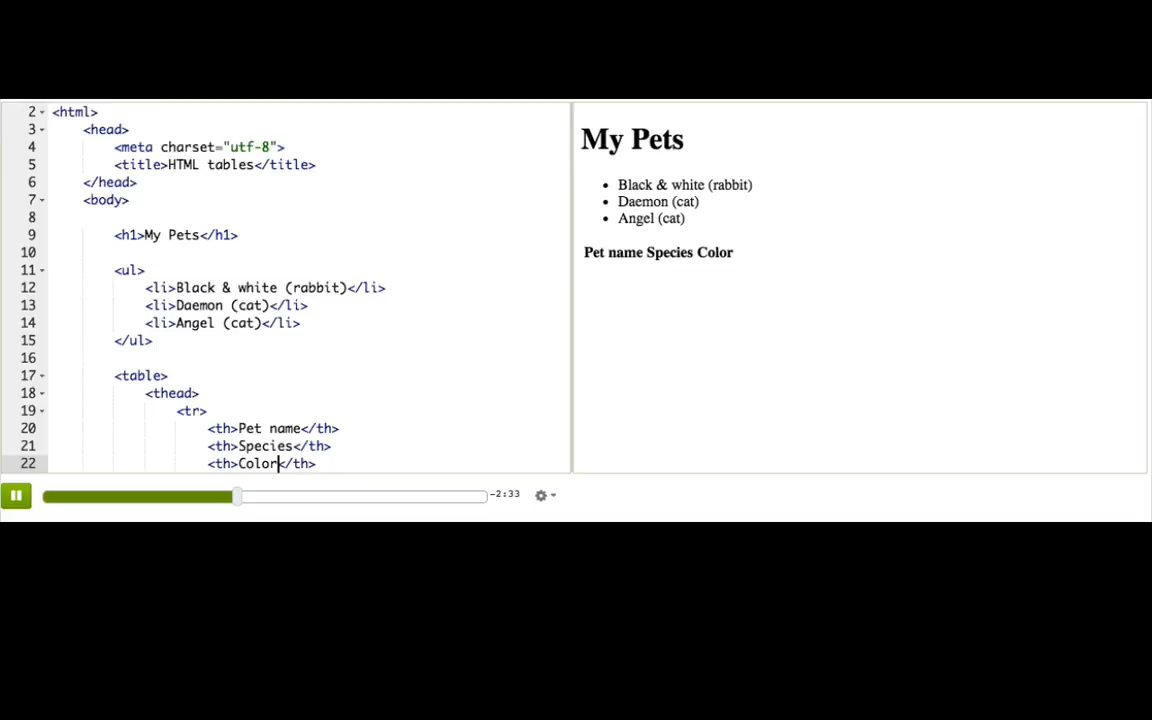 2 <html>
3 <head>
4 <meta charset="utf-8">
5 <title>HTML tables</title>
6 </head>
7 <body>
8
9 <h1>My Pets</h1>
10
11 <ul>
12 <li>Black & white (rabbit)</li>
13 <li>Daemon (cat)</li>
14 <li>Angel (cat)</li>
15 </ul>
16
17 <table>
18 <thead>
19 <tr>
20 <th>Pet name</th>
21 <th>Species</th>
22 <th>Color</th>
My Pets
• Black & white (rabbit)
• Daemon (cat)
• Angel (cat)
Pet name Species Color
-2:33